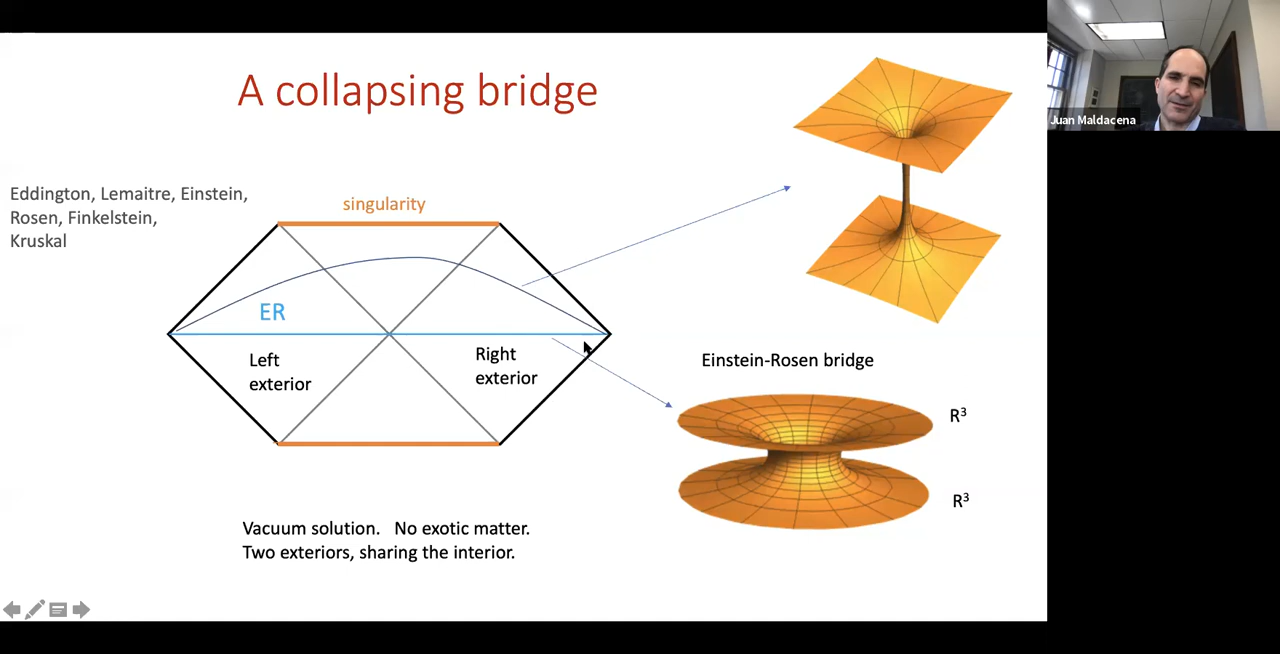 A collapsing bridge
Juan Maldacena
Eddington, Lemaitre, Einstein,
Rosen, Finkelstein,
Kruskal
singularity
ER
Left
exterior
Right
exterior
Einstein-Rosen bridge
R³
R³
Vacuum solution. No exotic matter.
Two exteriors, sharing the interior.